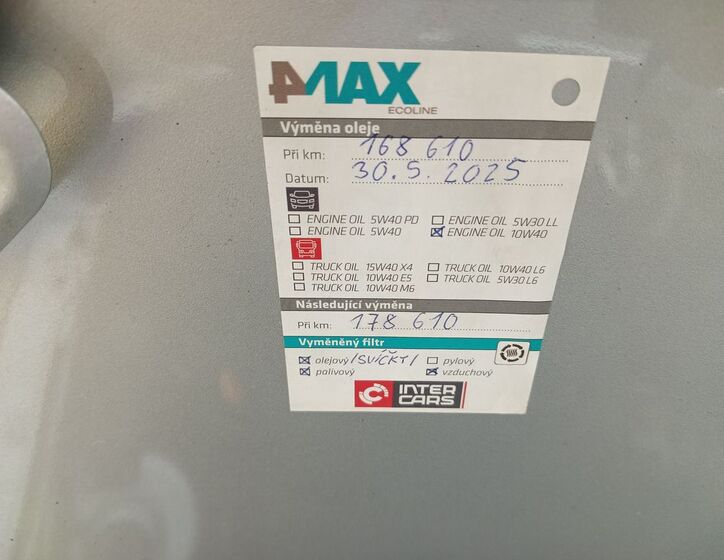 4MAX
ECOLINE
Výměna oleje
Při km: 168 610
Datum: 30.5.2025
ENGINE OIL 5W40 PD ENGINE OIL 5W30 LL
ENGINE OIL 5W40 ENGINE OIL 10W40
TRUCK OIL 15W40 X4 TRUCK OIL 10W40 L6
TRUCK OIL 10W40 E5 TRUCK OIL 5W30 L6
TRUCK OIL 10W40 M6
Následující výměna
Při km: 178 610
Vyměněný filtr
olejový /SVÍČKY/ pylový
palivový vzduchový
INTER
CARS